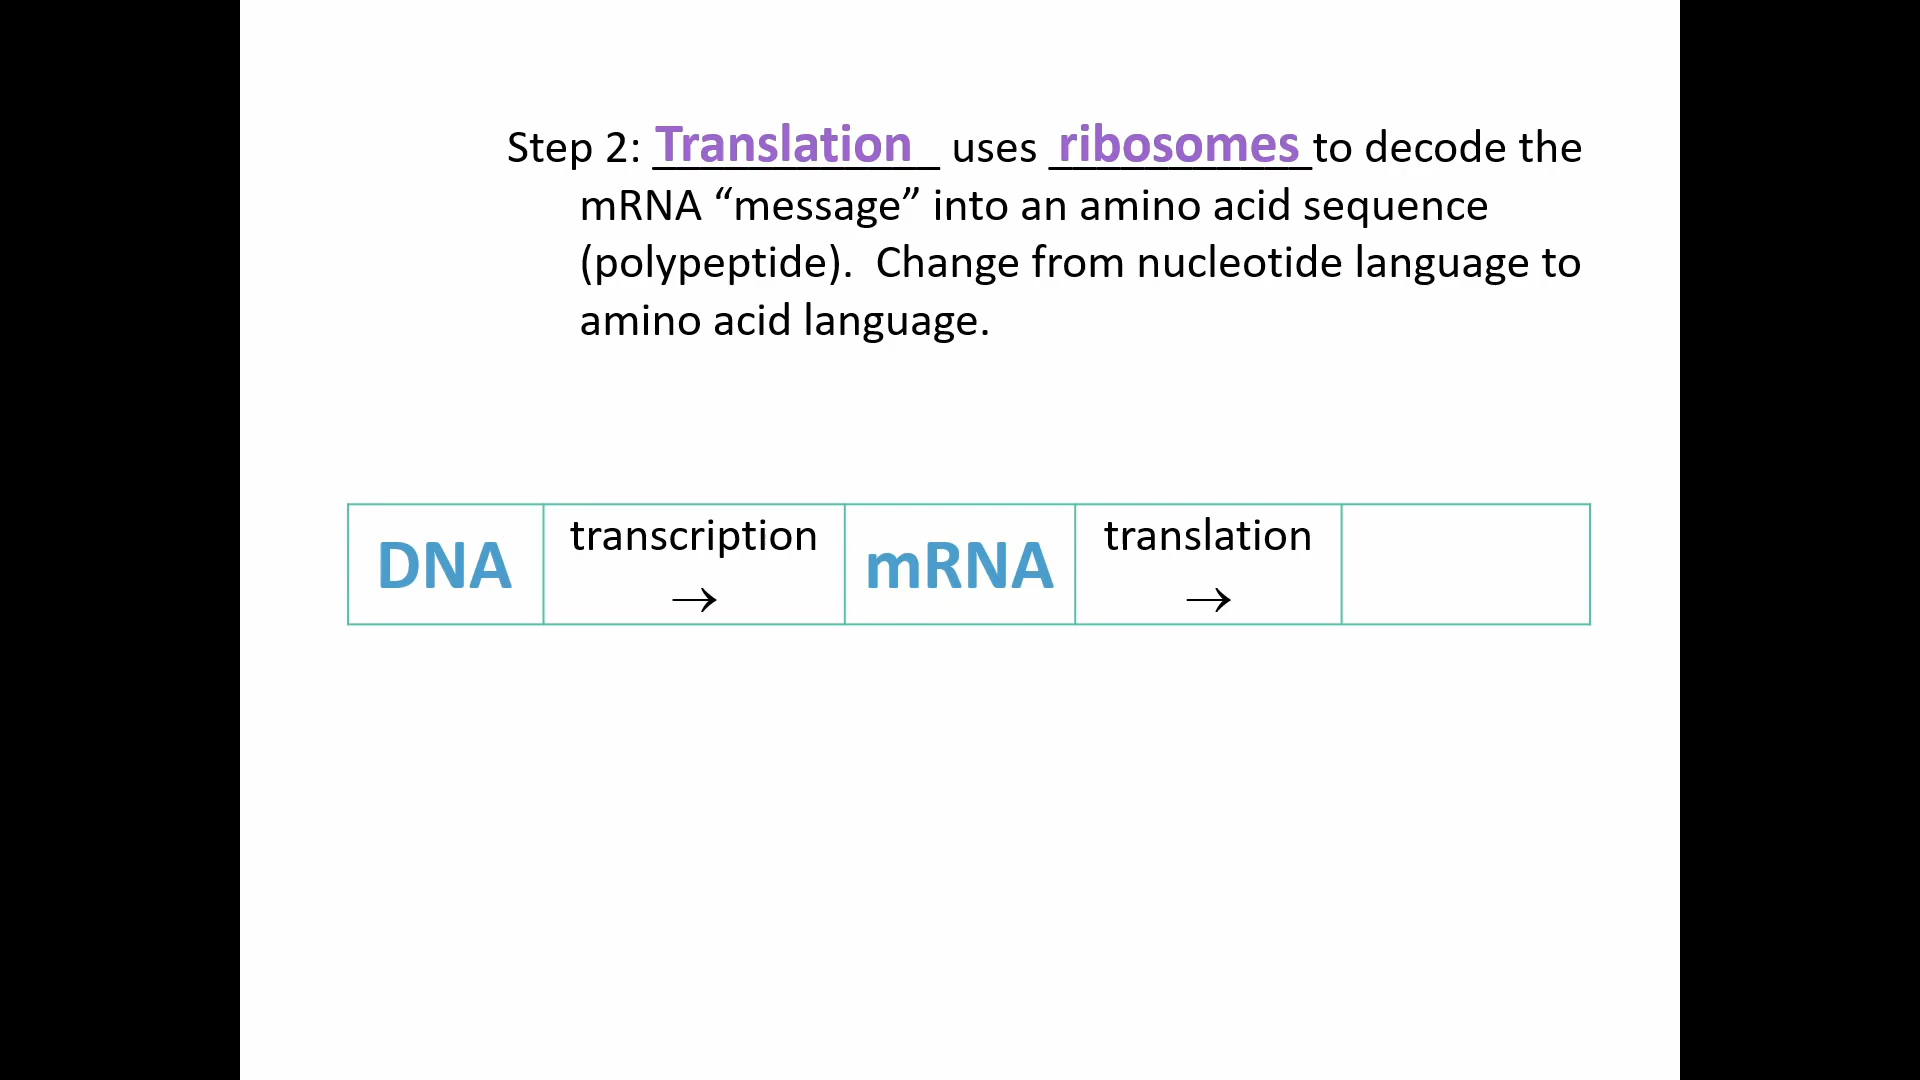 Step 2: Translation uses ribosomes to decode the
mRNA “message” into an amino acid sequence
(polypeptide).  Change from nucleotide language to
amino acid language.
DNA transcription → mRNA translation →